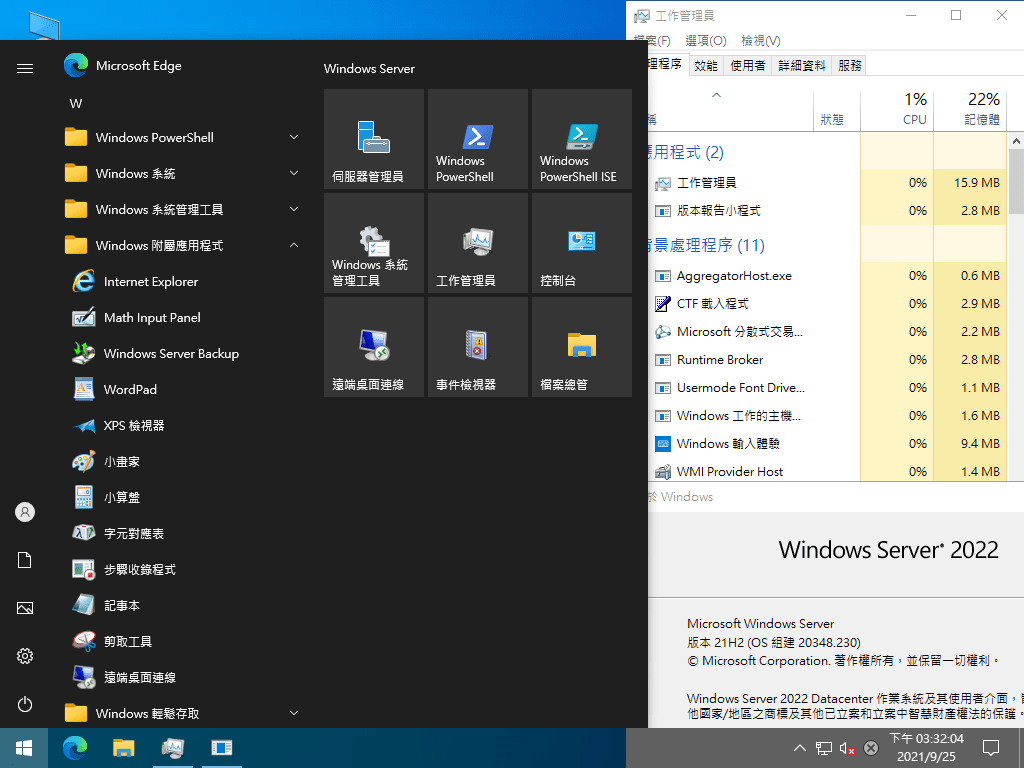 Microsoft Edge
W
Windows PowerShell
Windows 系統
Windows 系統管理工具
Windows 附屬應用程式
Internet Explorer
Math Input Panel
Windows Server Backup
WordPad
XPS 檢視器
小畫家
小算盤
字元對應表
步驟收錄程式
記事本
剪取工具
遠端桌面連線
Windows 輕鬆存取
Windows Server
伺服器管理員
Windows
PowerShell
Windows
PowerShell ISE
Windows 系統
管理工具
工作管理員
控制台
遠端桌面連線
事件檢視器
檔案總管
工作管理員
檔案(F) 選項(O) 檢視(V)
理程序 效能 使用者 詳細資料 服務
1% 22%
稱 狀態 CPU 記憶體
應用程式 (2)
工作管理員 0% 15.9 MB
版本報告小程式 0% 2.8 MB
背景處理程序 (11)
AggregatorHost.exe 0% 0.6 MB
CTF 載入程式 0% 2.9 MB
Microsoft 分散式交易... 0% 2.2 MB
Runtime Broker 0% 2.8 MB
Usermode Font Drive... 0% 1.1 MB
Windows 工作的主機... 0% 1.6 MB
Windows 輸入體驗 0% 9.4 MB
WMI Provider Host 0% 1.4 MB
於 Windows
Windows Server 2022
Microsoft Windows Server
版本 21H2 (OS 組建 20348.230)
© Microsoft Corporation. 著作權所有，並保留一切權利。
Windows Server 2022 Datacenter 作業系統及其使用者介面，
他國家/地區之商標及其他已立案和立案中智慧財產權法的保護。
下午 03:32:04
2021/9/25